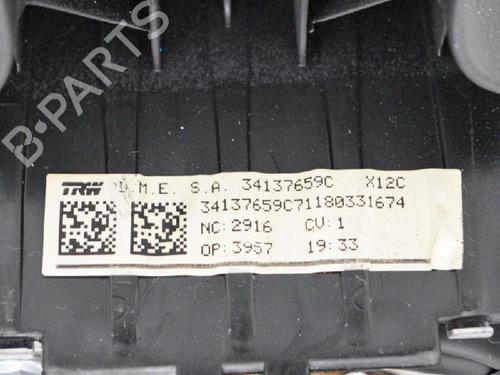 B-PARTS
TRW D.M.E. S.A. 34137659C X12C
34137659C71180331674
NC:2916 CV:1
OP:3957 19:33